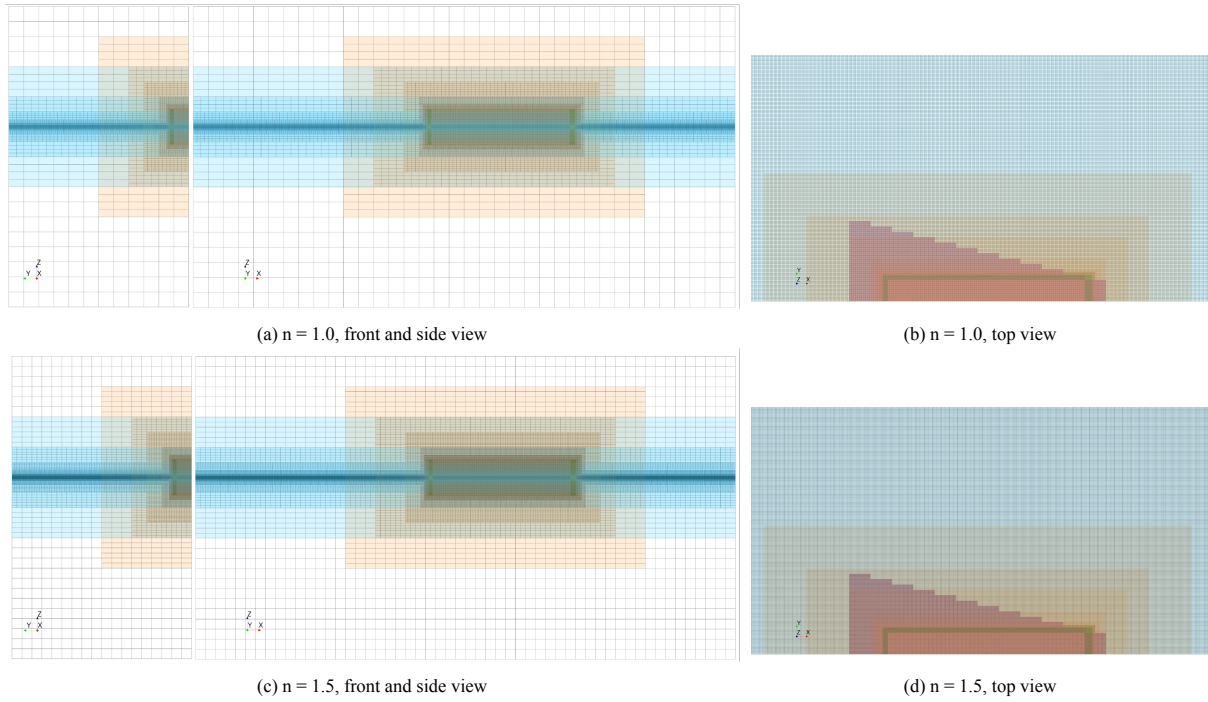 Z
Y X
Z
Y X
Y
Z X
(a) n = 1.0, front and side view
(b) n = 1.0, top view
Z
Y X
Z
Y X
Y
Z X
(c) n = 1.5, front and side view
(d) n = 1.5, top view